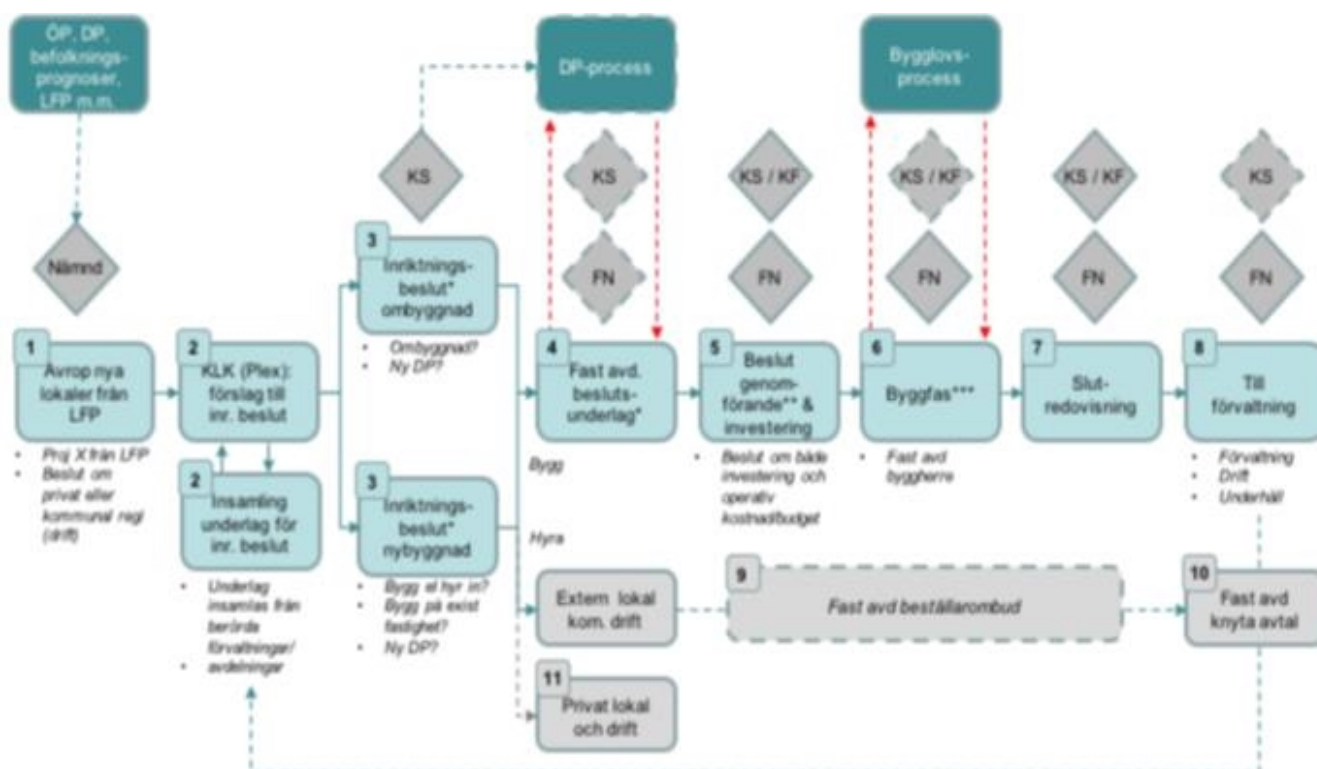 ÖP, DP,
befolknings-
prognoser,
LFP m.m.
DP-process
Bygglovs-
process
KS
KS
KS / KF
KS / KF
KS / KF
KS
Nämnd
FN
FN
FN
FN
FN
1
Avrop nya
lokaler från
LFP
• Proj X från LFP
• Beslut om
privat eller
kommunal regi
(drift)
2
KLK (Plex):
förslag till
inr. beslut
2
Insamling
underlag för
inr. beslut
• Underlag
insamlas från
berörda
förvaltningar/
• avdelningar
3
Inriktnings-
beslut*
ombyggnad
• Ombyggnad?
• Ny DP?
3
Inriktnings-
beslut*
nybyggnad
• Bygg el hyr in?
• Bygg på exist
fastighet?
• Ny DP?
4
Fast avd.
besluts-
underlag*
Bygg
Hyra
5
Beslut
genom-
förande** &
investering
• Beslut om både
investering och
operativ
kostnad/budget
6
Byggfas***
• Fast avd
byggherre
7
Slut-
redovisning
8
Till
förvaltning
• Förvaltning
• Drift
• Underhåll
Extern lokal
kom. drift
9
Fast avd beställarombud
10
Fast avd
knyta avtal
11
Privat lokal
och drift